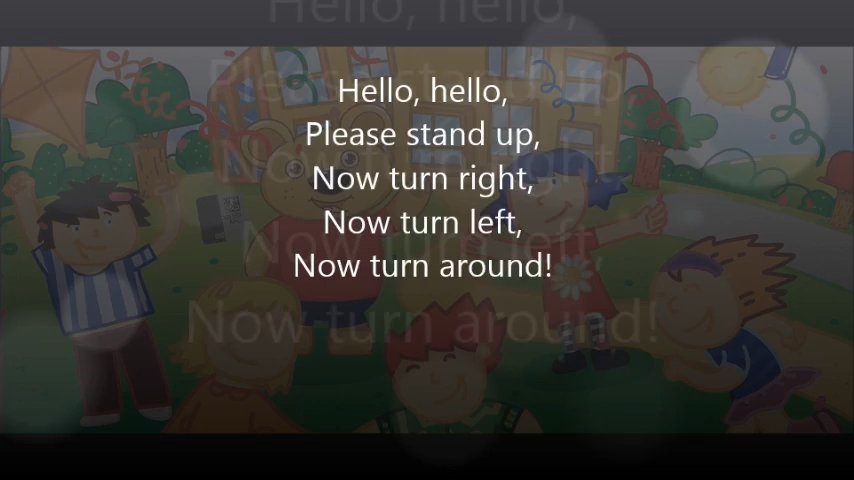 Hello, hello,
Please stand up,
Now turn right,
Now turn left,
Now turn around!